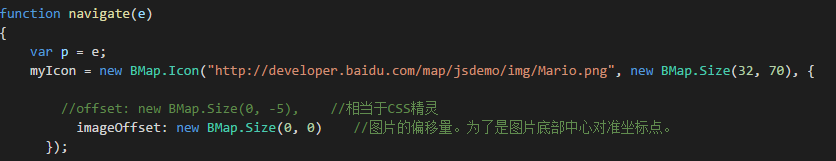 function navigate(e)
{
var p = e;
myIcon = new BMap.Icon("http://developer.baidu.com/map/jsdemo/img/Mario.png", new BMap.Size(32, 70), {
//offset: new BMap.Size(0, -5), //相当于CSS精灵
imageOffset: new BMap.Size(0, 0) //图片的偏移量。为了是图片底部中心对准坐标点。
});